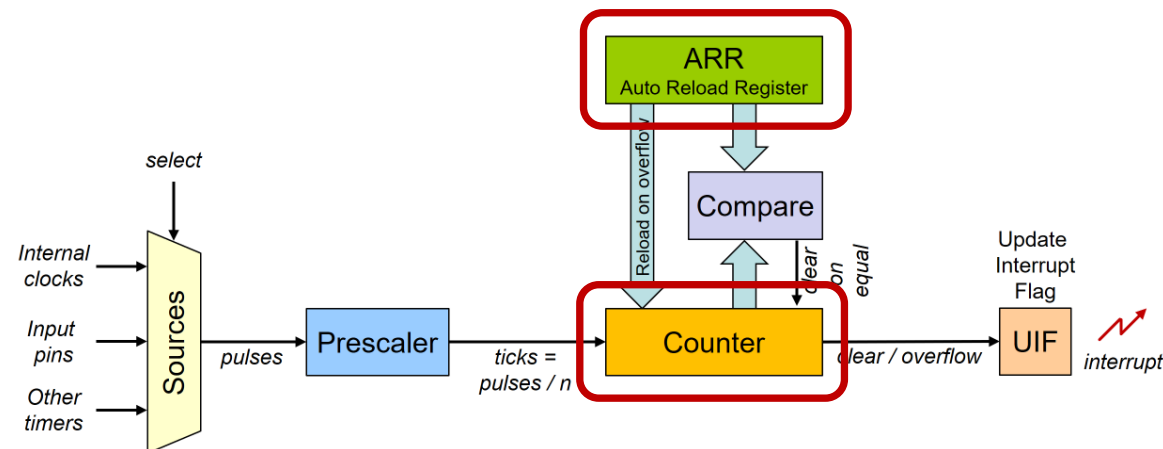 ARR
Auto Reload Register
Reload on overflow
select
Compare
clear
on
equal
Internal
clocks
Input
pins
Other
timers
Sources
pulses
Prescaler
ticks =
pulses / n
Counter
clear / overflow
Update
Interrupt
Flag
UIF
interrupt